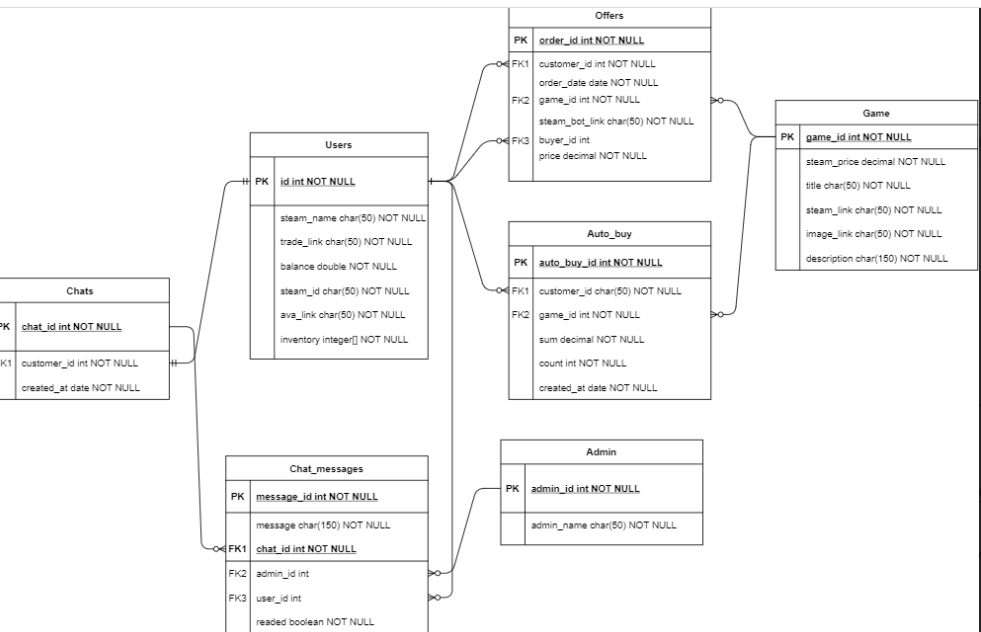 Offers
PK order_id int NOT NULL
FK1 customer_id int NOT NULL
order_date date NOT NULL
FK2 game_id int NOT NULL
steam_bot_link char(50) NOT NULL
FK3 buyer_id int
price decimal NOT NULL
Game
PK game_id int NOT NULL
steam_price decimal NOT NULL
title char(50) NOT NULL
steam_link char(50) NOT NULL
image_link char(50) NOT NULL
description char(150) NOT NULL
Users
PK id int NOT NULL
steam_name char(50) NOT NULL
trade_link char(50) NOT NULL
balance double NOT NULL
steam_id char(50) NOT NULL
ava_link char(50) NOT NULL
inventory integer[] NOT NULL
Auto_buy
PK auto_buy_id int NOT NULL
FK1 customer_id char(50) NOT NULL
FK2 game_id int NOT NULL
sum decimal NOT NULL
count int NOT NULL
created_at date NOT NULL
Chats
PK chat_id int NOT NULL
K1 customer_id int NOT NULL
created_at date NOT NULL
Chat_messages
PK message_id int NOT NULL
message char(150) NOT NULL
FK1 chat_id int NOT NULL
FK2 admin_id int
FK3 user_id int
readed boolean NOT NULL
Admin
PK admin_id int NOT NULL
admin_name char(50) NOT NULL